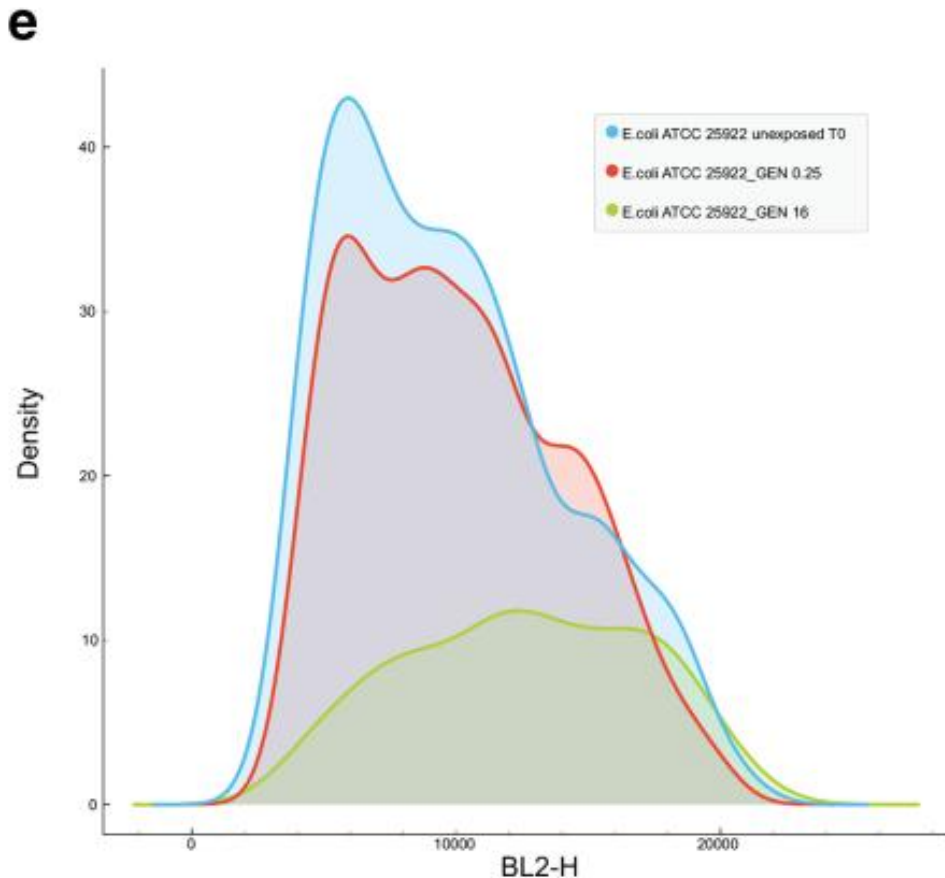 e
E.coli ATCC 25922 unexposed T0
E.coli ATCC 25922_GEN 0.25
E.coli ATCC 25922_GEN 16
40
30
20
10
0
Density
0 10000 20000
BL2-H